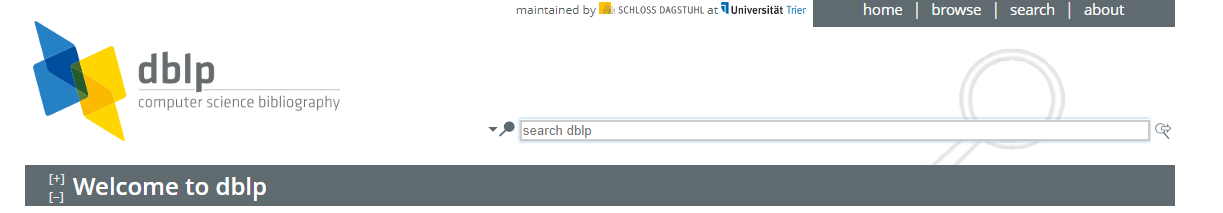 maintained by SCHLOSS DAGSTUHL at Universität Trier
home | browse | search | about
dblp
computer science bibliography
search dblp
[+]
[–]
Welcome to dblp